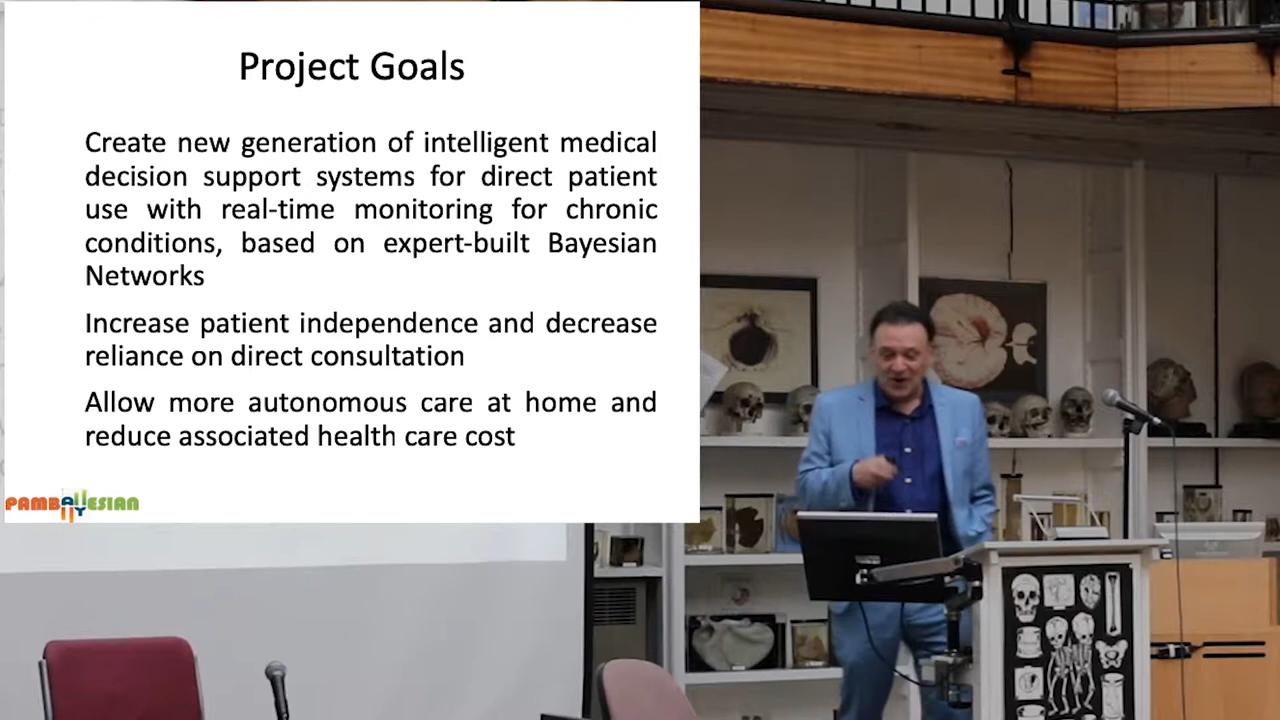 Project Goals
Create new generation of intelligent medical
decision support systems for direct patient
use with real-time monitoring for chronic
conditions, based on expert-built Bayesian
Networks
Increase patient independence and decrease
reliance on direct consultation
Allow more autonomous care at home and
reduce associated health care cost
PAMBAYESIAN